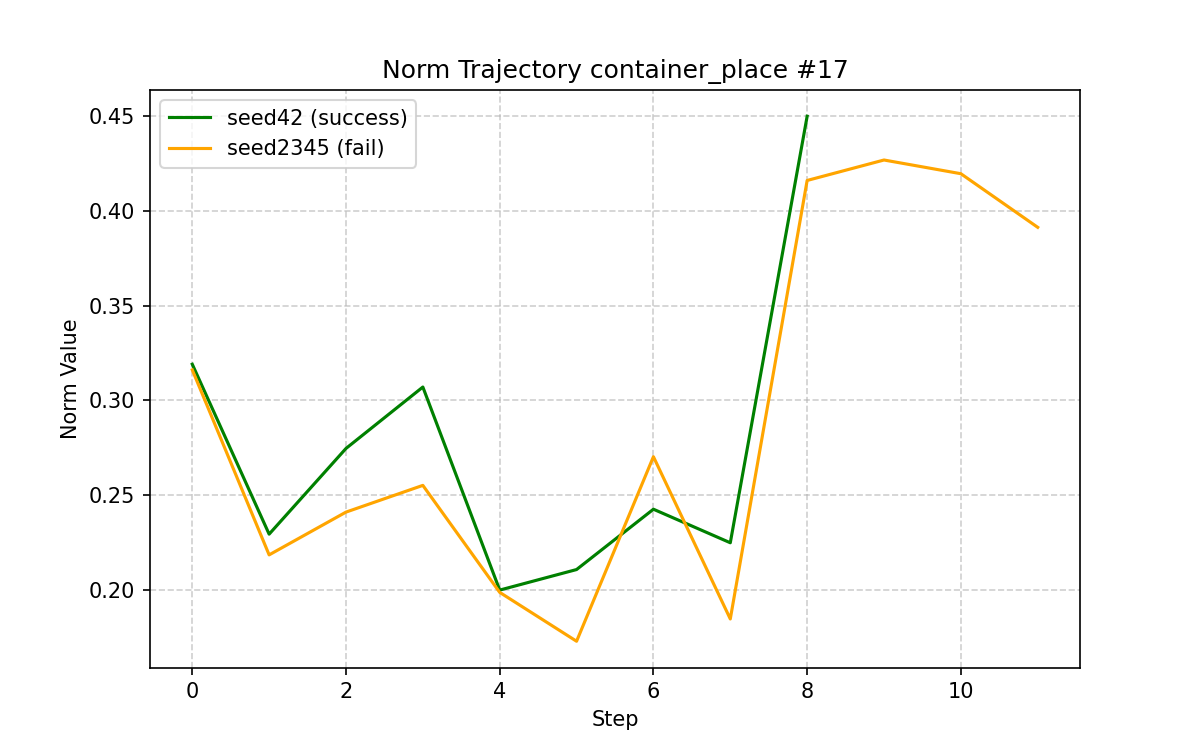 Norm Trajectory container_place #17
seed42 (success)
seed2345 (fail)
Norm Value
0.45
0.40
0.35
0.30
0.25
0.20
0 2 4 6 8 10
Step